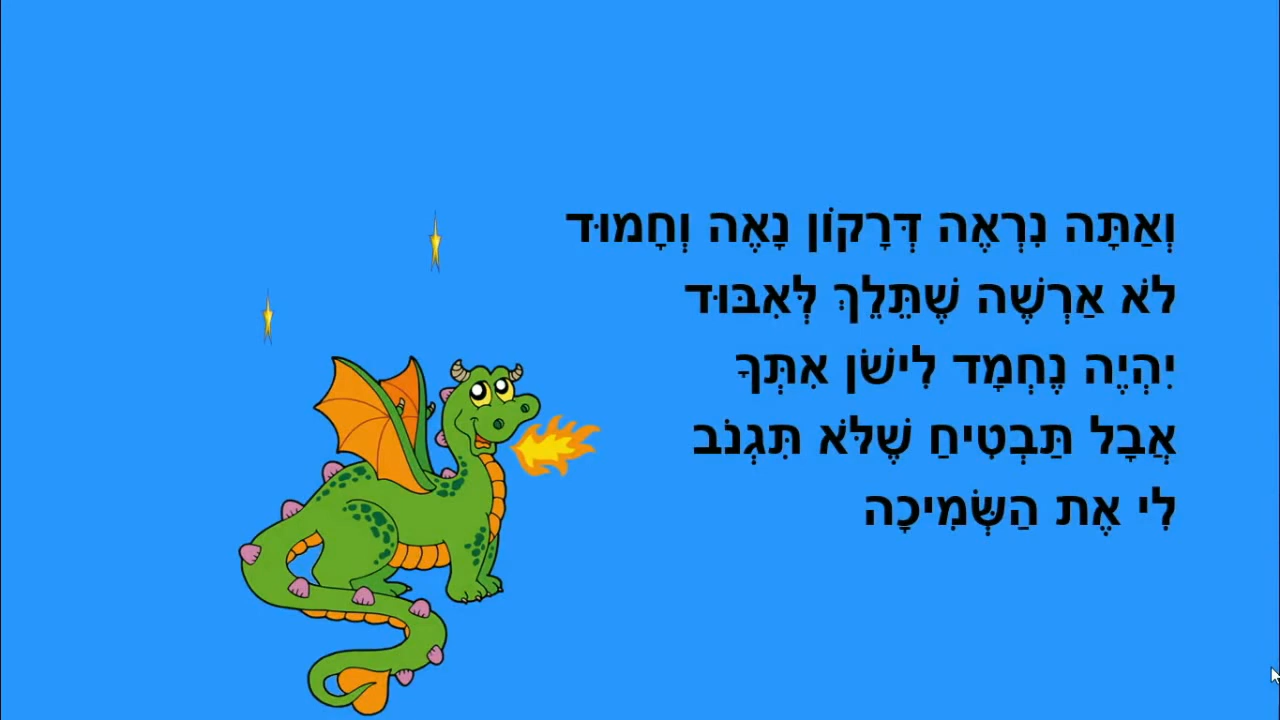 וְאַתָּה נִרְאֶה דְּרָקוֹן נָאֶה וְחָמוּד
לֹא אַרְשֶׁה שֶׁתֵּלֵךְ לְּאִבּוּד
יִהְיֶה נֶחְמָד לִישֹׁן אִתְּךָ
אֲבָל תַּבְטִיחַ שֶׁלֹּא תִּגְנֹב
לִי אֶת הַשְּׂמִיכָה